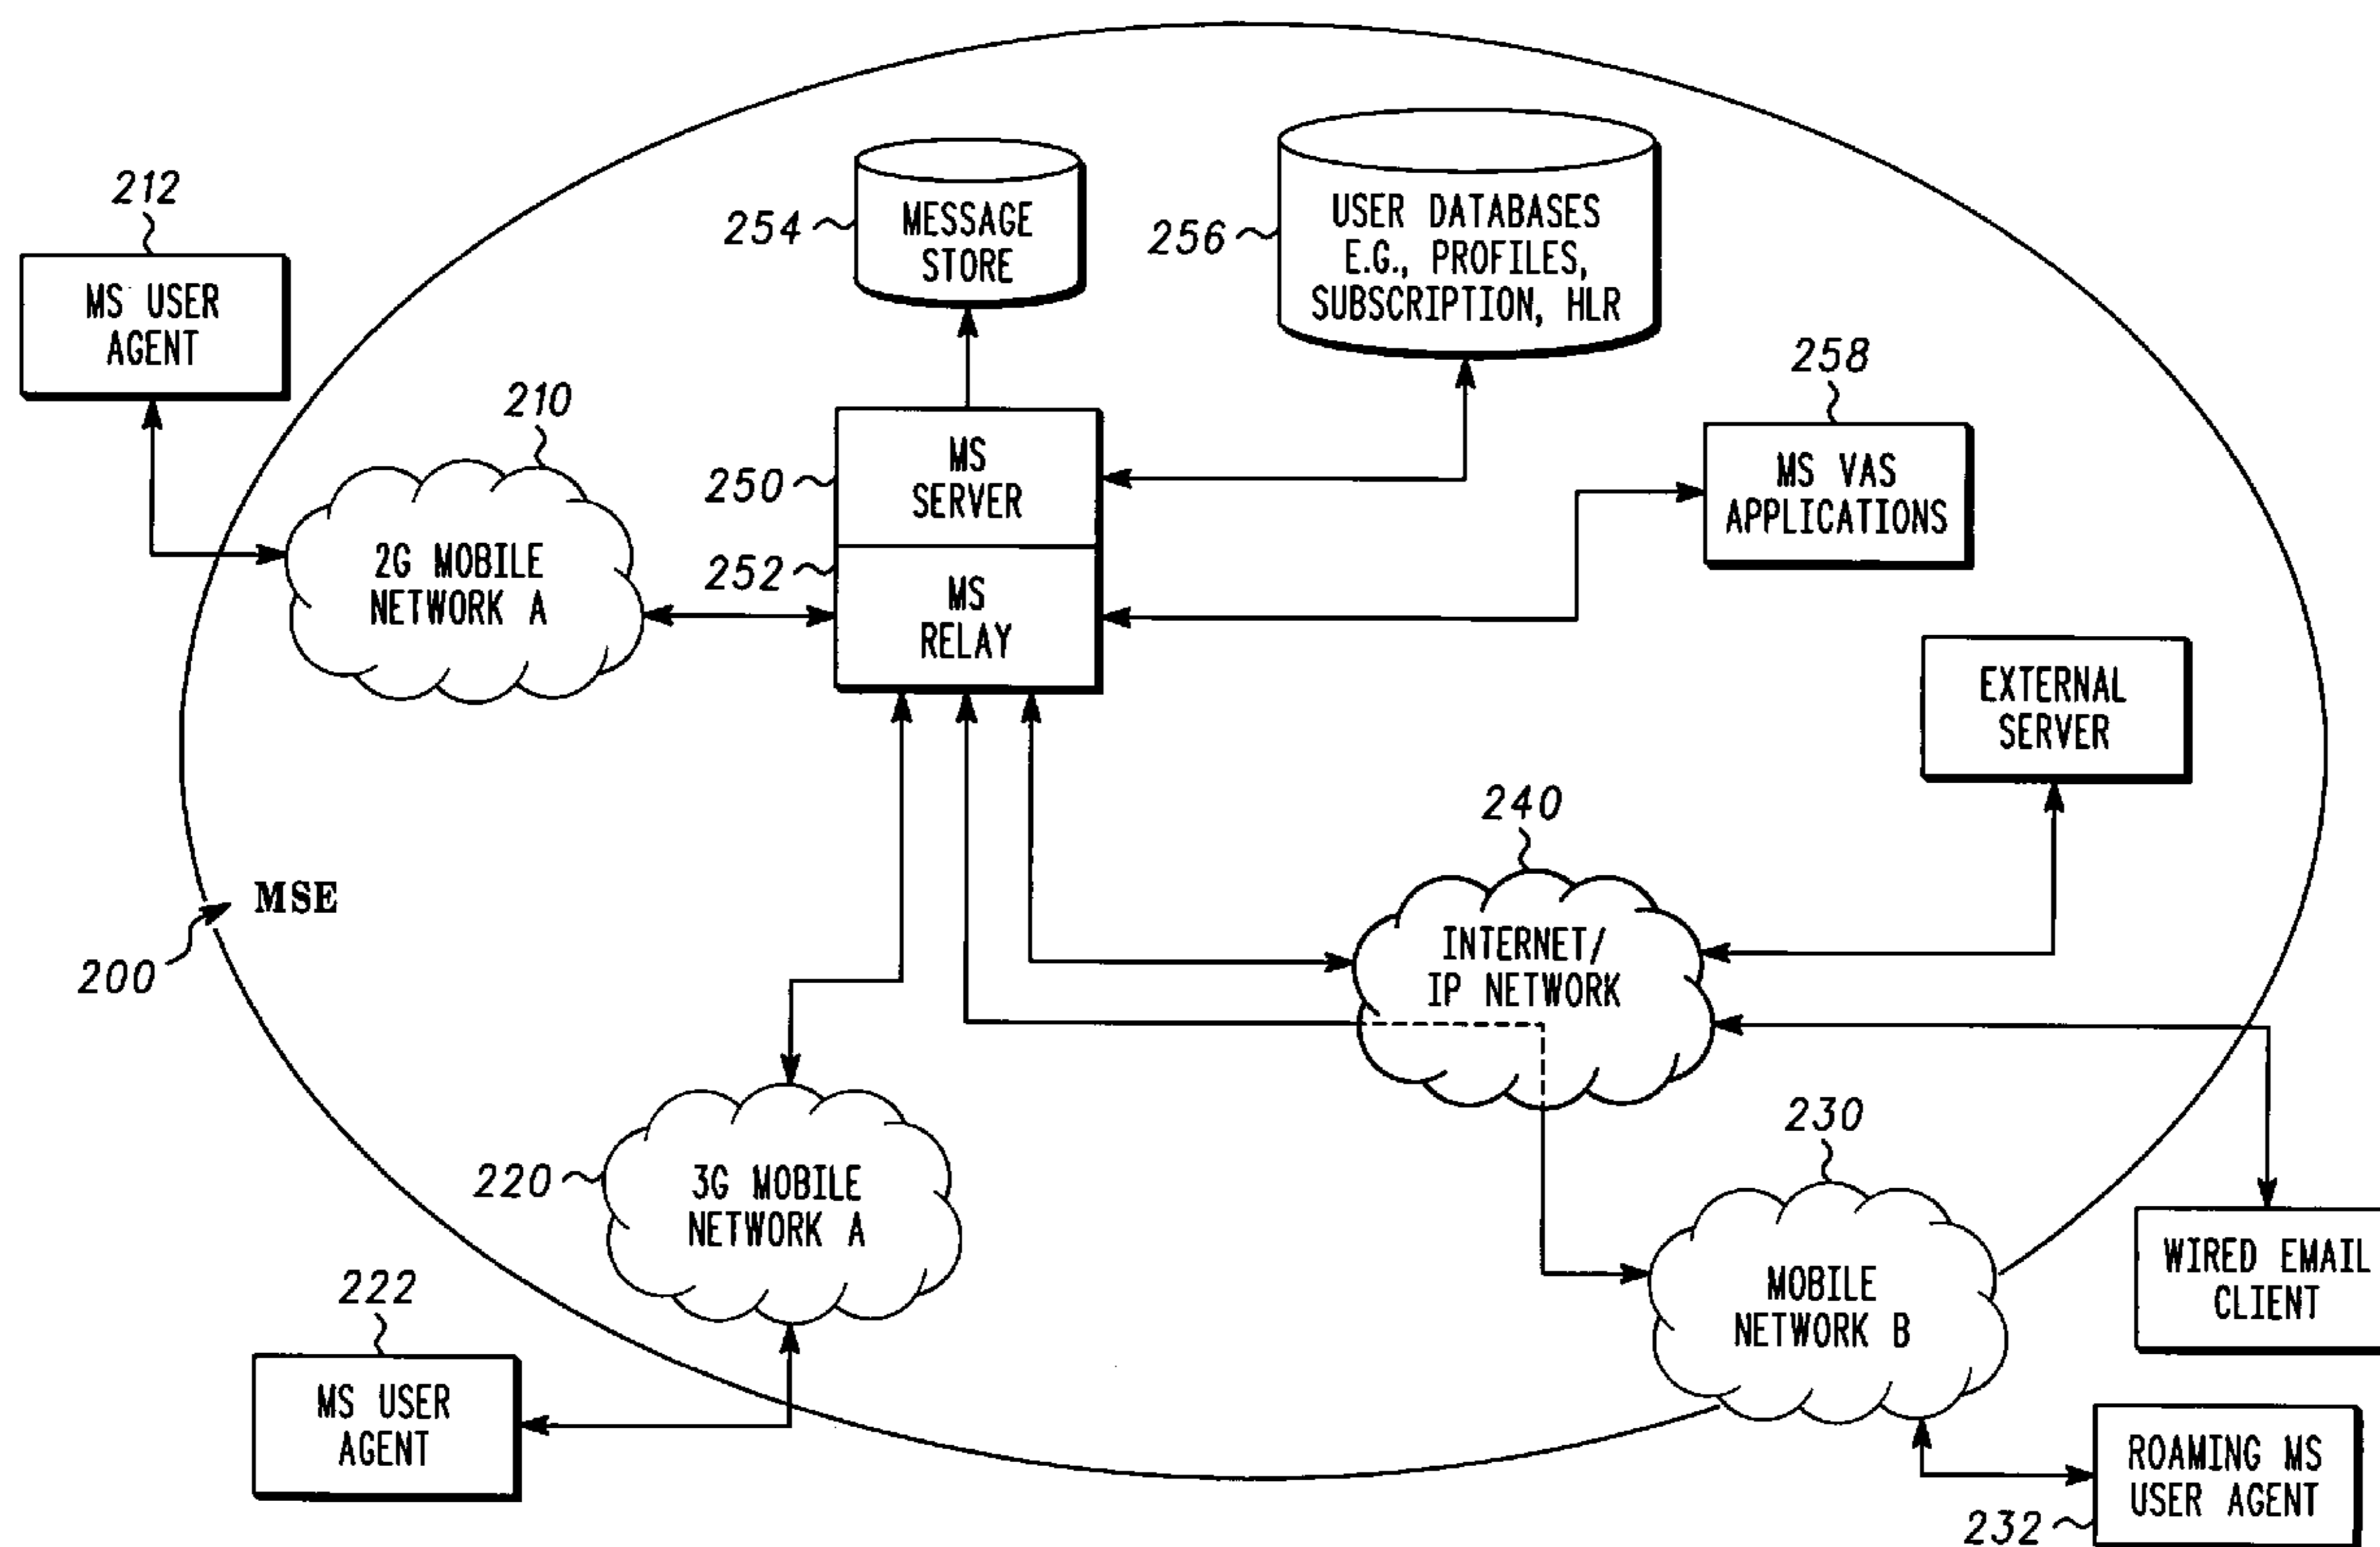 212
MS USER
AGENT
254
MESSAGE
STORE
256
USER DATABASES
E.G., PROFILES,
SUBSCRIPTION, HLR
258
MS VAS
APPLICATIONS
210
2G MOBILE
NETWORK A
250
MS
SERVER
252
MS
RELAY
EXTERNAL
SERVER
240
INTERNET/
IP NETWORK
MSE
200
220
3G MOBILE
NETWORK A
230
MOBILE
NETWORK B
WIRED EMAIL
CLIENT
222
MS USER
AGENT
ROAMING MS
USER AGENT
232